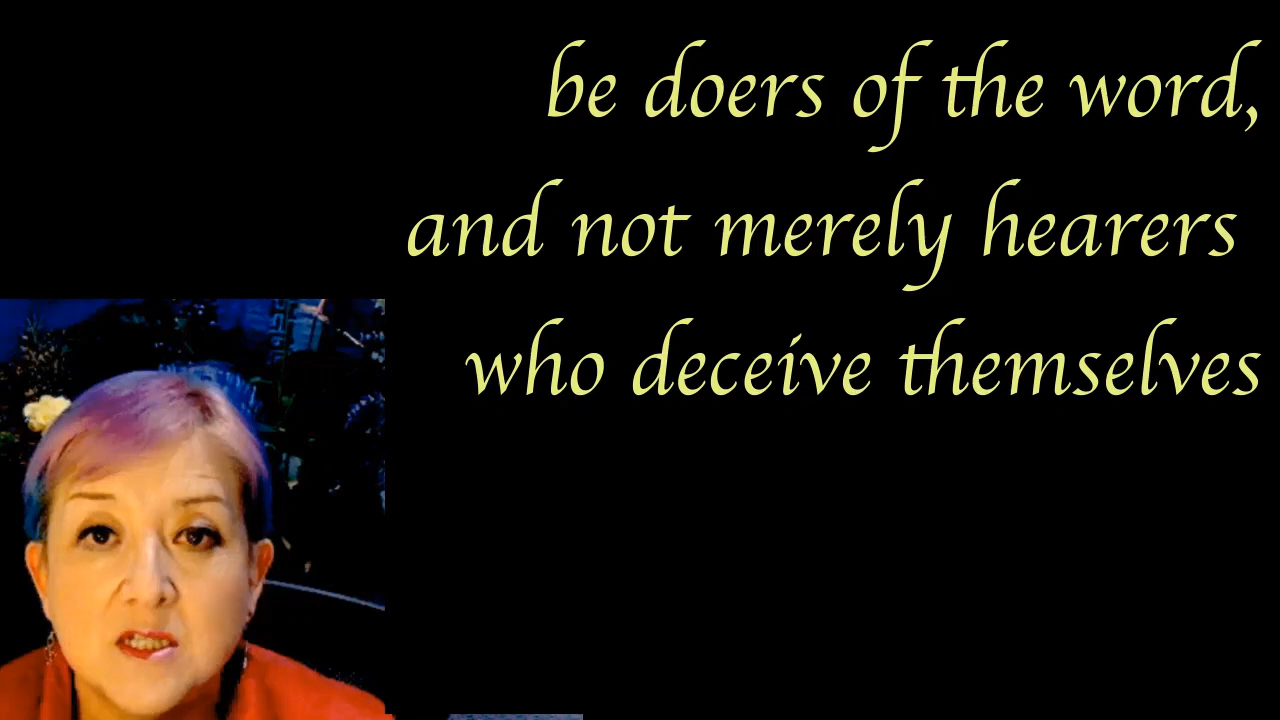 be doers of the word,
and not merely hearers
who deceive themselves